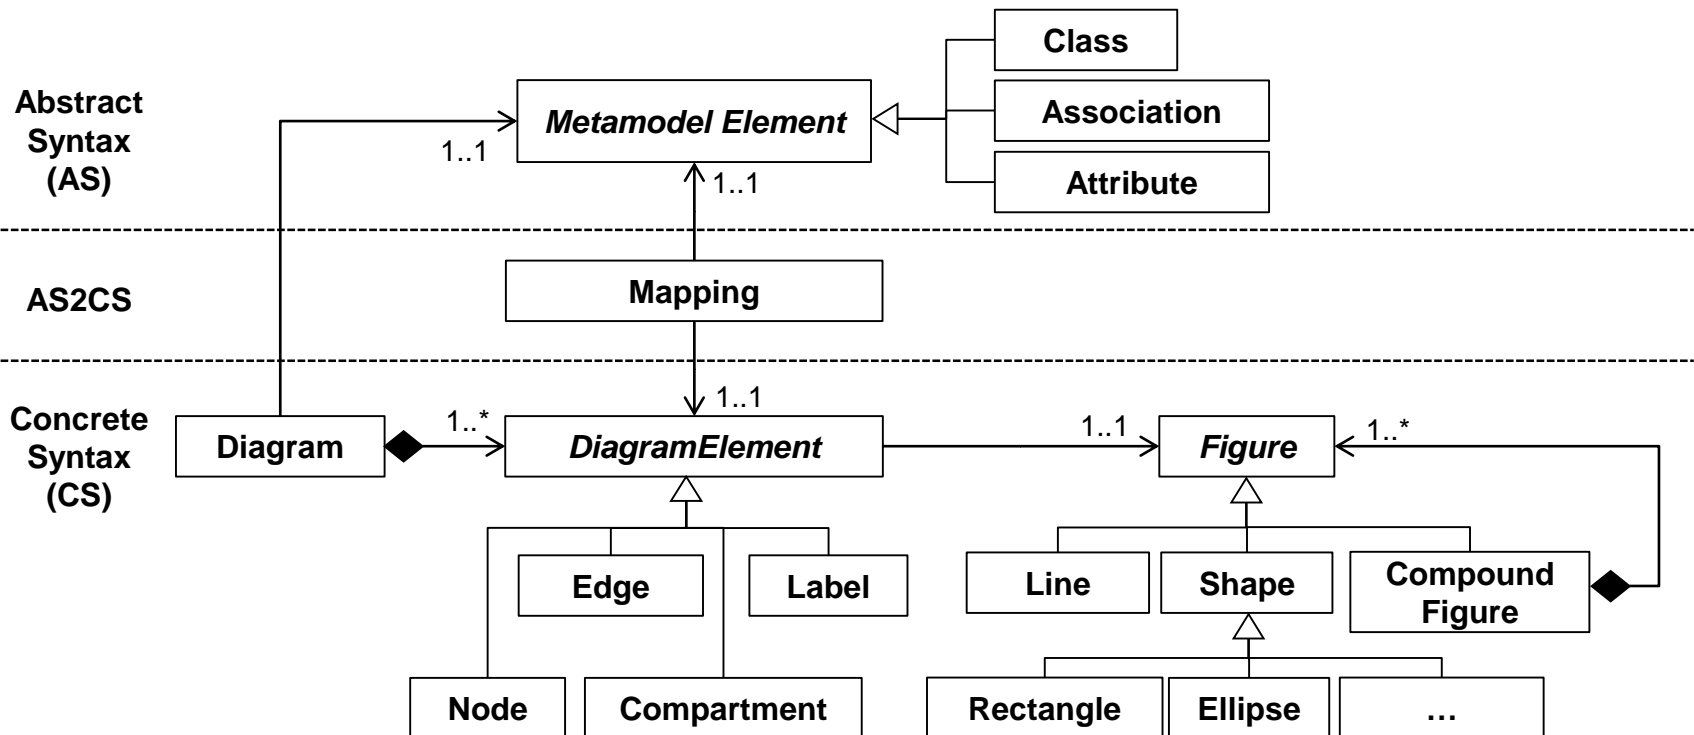 Class
Abstract
Syntax
(AS)
Metamodel Element
Association
1..1
1..1
Attribute
AS2CS
Mapping
Concrete
Syntax
(CS)
1..1
1..*
1..1
1..*
Diagram
DiagramElement
Figure
Edge
Label
Line
Shape
Compound
Figure
Node
Compartment
Rectangle
Ellipse
...